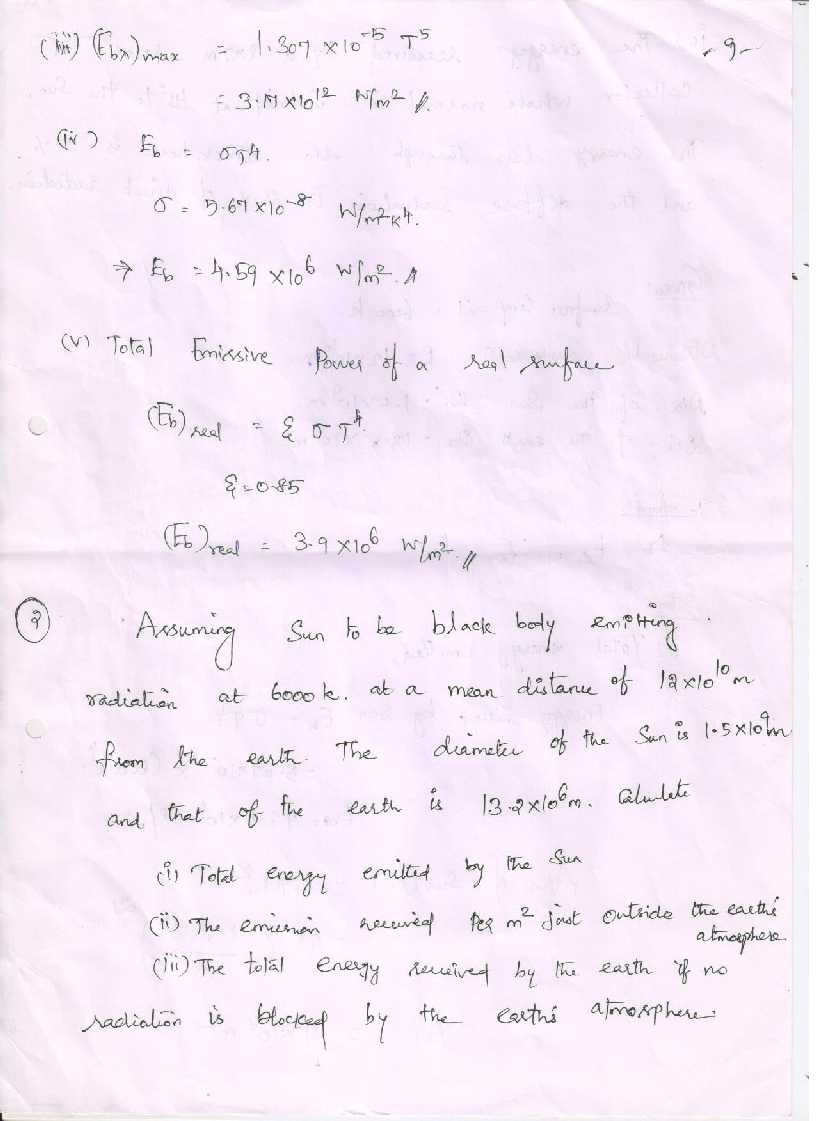 (iii) (Ebλ)max = 1.307 × 10⁻⁵ T⁵
- 9 -
= 3.17 × 10¹² W/m² //.
(iv) Eb = σT⁴.
σ = 5.67 × 10⁻⁸ W/m²K⁴.
⇒ Eb = 4.59 × 10⁶ W/m².
(v) Total Emissive Power of a real surface
(Eb)real = ε σ T⁴.
ε = 0.85
(Eb)real = 3.9 × 10⁶ W/m². //
2 Assuming Sun to be black body emitting
radiation at 6000 k. at a mean distance of 12 × 10¹⁰ m
from the earth. The diameter of the Sun is 1.5 × 10⁹ m
and that of the earth is 13.2 × 10⁶ m. Calculate
(i) Total energy emitted by the Sun
(ii) The emission received per m² just outside the earth's
atmosphere
(iii) The total energy received by the earth if no
radiation is blocked by the earth's atmosphere.